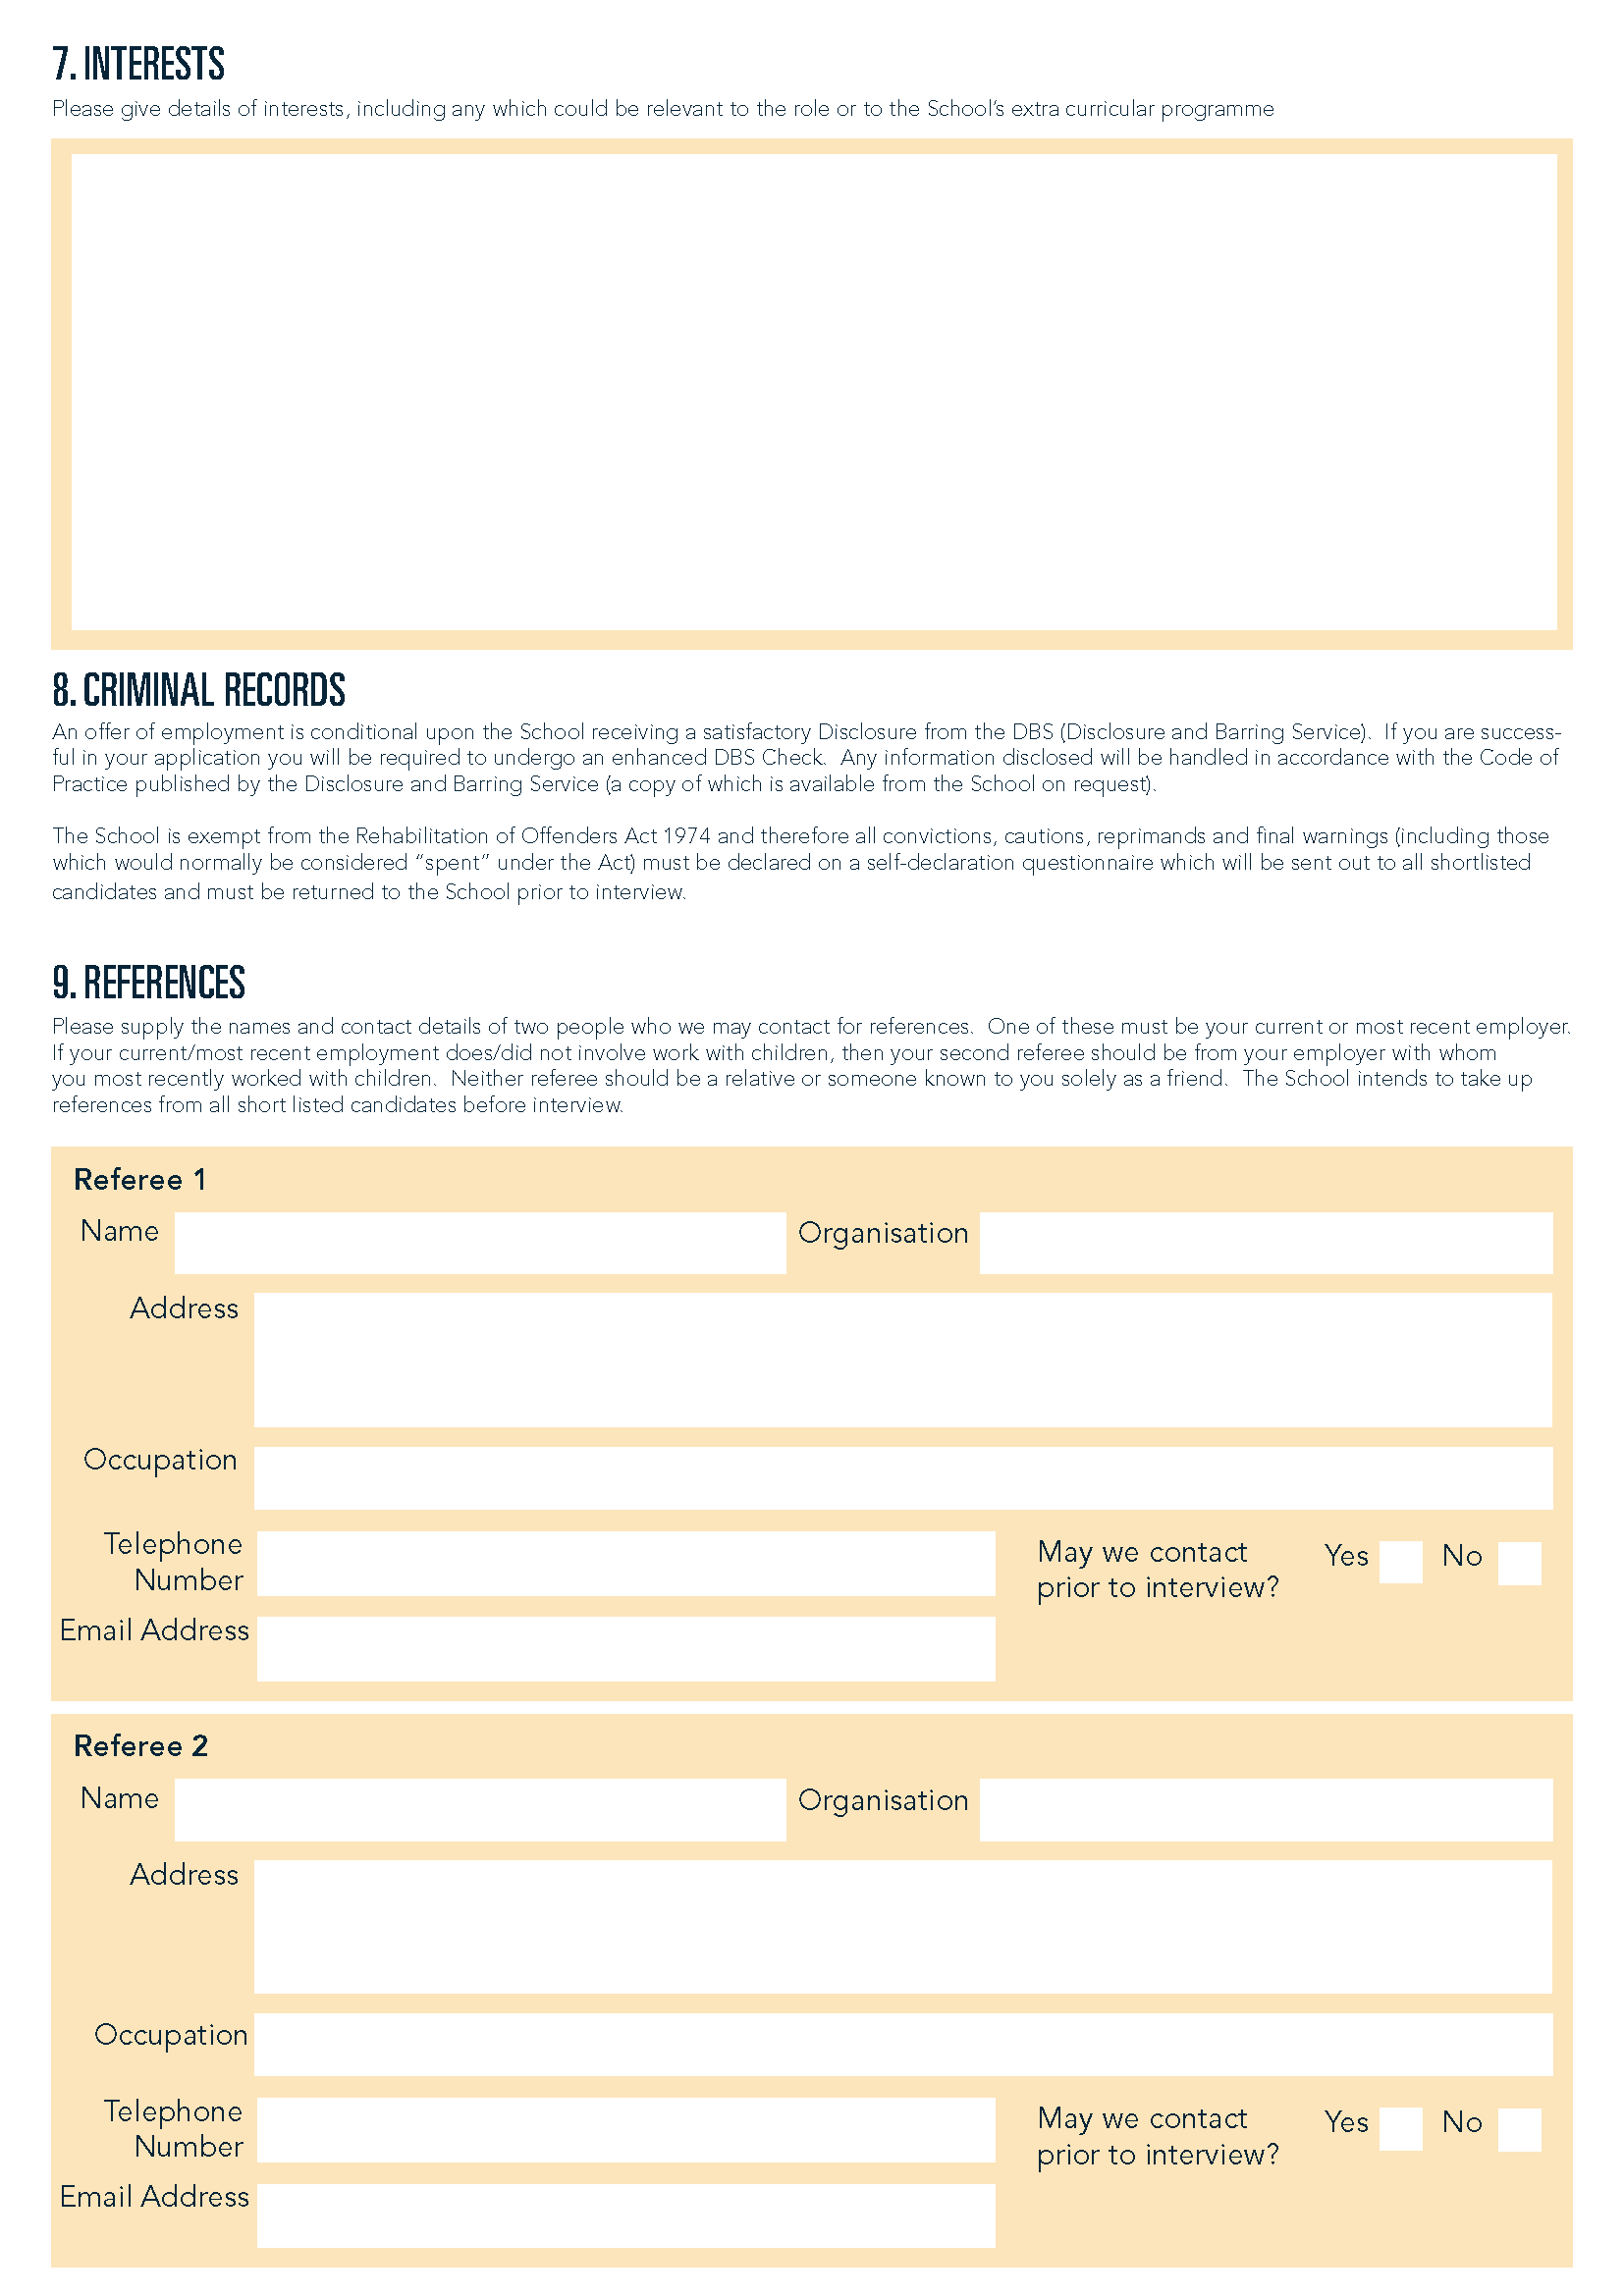 7. INTERESTS
Please give details of interests, including any which could be relevant to the role or to the School’s extra curricular programme
8. CRIMINAL RECORDS
An offer of employment is conditional upon the School receiving a satisfactory Disclosure from the DBS (Disclosure and Barring Service).  If you are success-
ful in your application you will be required to undergo an enhanced DBS Check.  Any information disclosed will be handled in accordance with the Code of
Practice published by the Disclosure and Barring Service (a copy of which is available from the School on request).
The School is exempt from the Rehabilitation of Offenders Act 1974 and therefore all convictions, cautions, reprimands and final warnings (including those
which would normally be considered “spent” under the Act) must be declared on a self-declaration questionnaire which will be sent out to all shortlisted
candidates and must be returned to the School prior to interview.
9. REFERENCES
Please supply the names and contact details of two people who we may contact for references.  One of these must be your current or most recent employer.
If your current/most recent employment does/did not involve work with children, then your second referee should be from your employer with whom
you most recently worked with children.  Neither referee should be a relative or someone known to you solely as a friend.  The School intends to take up
references from all short listed candidates before interview.
Referee 1
Name Organisation
Address
Occupation
Telephone
Number
May we contact
prior to interview?
Yes No
Email Address
Referee 2
Name Organisation
Address
Occupation
Telephone
Number
May we contact
prior to interview?
Yes No
Email Address